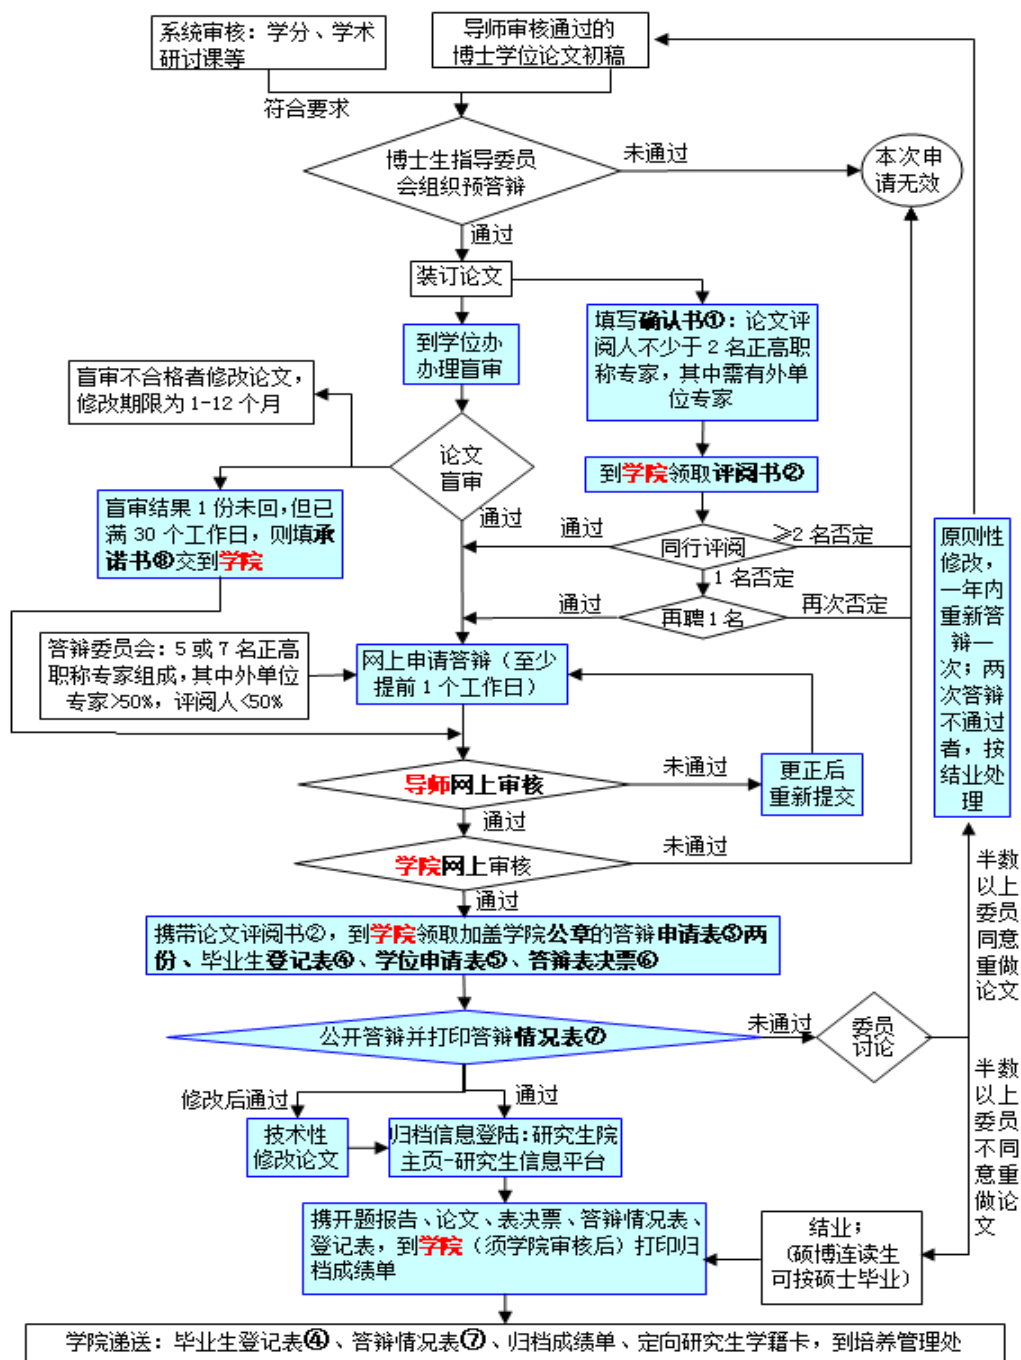 系统审核：学分、学术
研讨课等
导师审核通过的
博士学位论文初稿
符合要求
博士生指导委员
会组织预答辩
未通过
本次申
请无效
通过
装订论文
到学位办
办理盲审
填写确认书①：论文评
阅人不少于2名正高职
称专家，其中需有外单
位专家
盲审不合格者修改论文，
修改期限为1-12个月
论文
盲审
到学院领取评阅书②
盲审结果1份未回，但已
满30个工作日，则填承
诺书⑧交到学院
通过
通过
同行评阅
≥2名否定
1名否定
通过
再聘1名
再次否定
原则性
修改，
一年内
重新答
辩一
次；两
次答辩
不通过
者，按
结业处
理
答辩委员会：5或7名正高
职称专家组成，其中外单位
专家>50%，评阅人<50%
网上申请答辩（至少
提前1个工作日）
导师网上审核
未通过
更正后
重新提交
通过
学院网上审核
未通过
通过
半数
以上
委员
同意
重做
论文
携带论文评阅书②，到学院领取加盖学院公章的答辩申请表③两
份、毕业生登记表④、学位申请表⑤、答辩表决票⑥
公开答辩并打印答辩情况表⑦
未通过
委员
讨论
修改后通过
通过
技术性
修改论文
归档信息登陆：研究生院
主页-研究生信息平台
半数
以上
委员
不同
意重
做论
文
携开题报告、论文、表决票、答辩情况表、
登记表，到学院（须学院审核后）打印归
档成绩单
结业；
（硕博连读生
可按硕士毕业）
学院递送：毕业生登记表④、答辩情况表⑦、归档成绩单、定向研究生学籍卡，到培养管理处